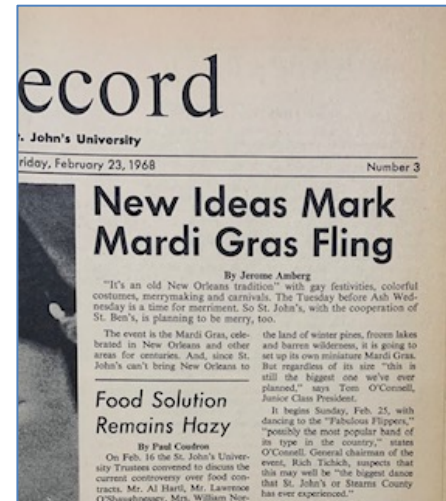 ecord
. John's University
riday, February 23, 1968
Number 3
New Ideas Mark
Mardi Gras Fling
By Jerome Amberg
"It's an old New Orleans tradition" with gay festivities, colorful
costumes, merrymaking and carnivals. The Tuesday before Ash Wed-
nesday is a time for merriment. So St. John's, with the cooperation of
St. Ben's, is planning to be merry, too.
The event is the Mardi Gras, cele-
brated in New Orleans and other
areas for centuries. And, since St.
John's can't bring New Orleans to
the land of winter pines, frozen lakes
and barren wilderness, it is going to
set up its own miniature Mardi Gras.
But regardless of its size "this is
still the biggest one we've ever
planned," says Tom O'Connell,
Junior Class President.
It begins Sunday, Feb. 25, with
dancing to the "Fabulous Flippers,"
"possibly the most popular band of
its type in the country," states
O'Connell. General chairman of the
event, Rich Tichich, suspects that
this may well be "the biggest dance
that St. John's or Stearns County
has ever experienced."
Food Solution
Remains Hazy
By Paul Coudron
On Feb. 16 the St. John's Univer-
sity Trustees convened to discuss the
current controversy over food con-
tracts. Mr. Al Hartl, Mr. Lawrence
O'Shaughnessy, Mrs. William Nor-